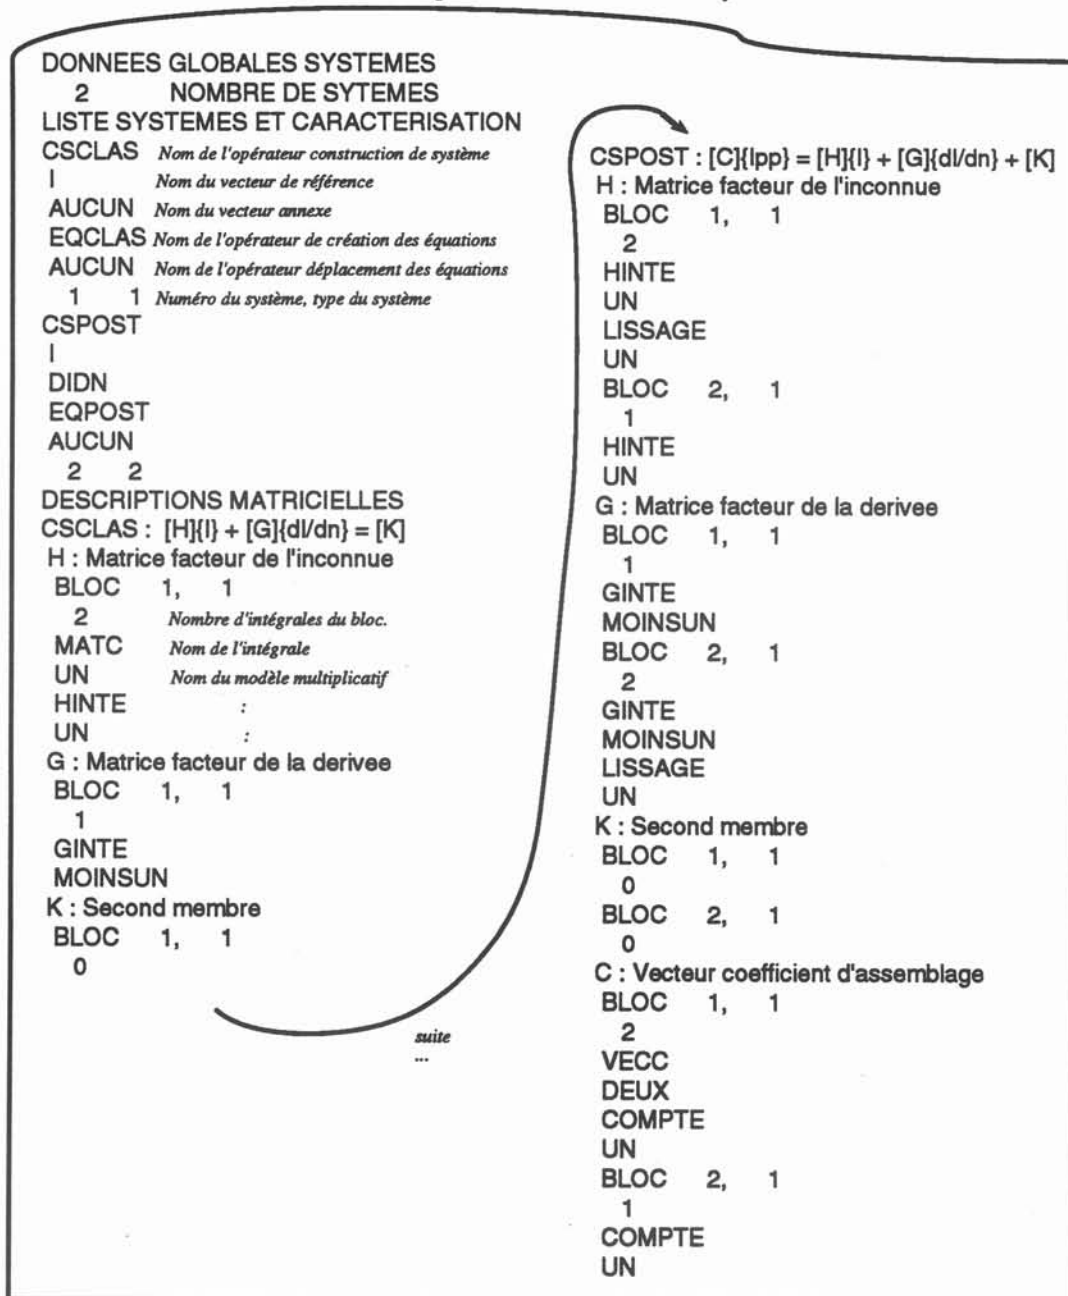 DONNEES GLOBALES SYSTEMES
2 NOMBRE DE SYTEMES
LISTE SYSTEMES ET CARACTERISATION
CSCLAS Nom de l'opérateur construction de système
I Nom du vecteur de référence
AUCUN Nom du vecteur annexe
EQCLAS Nom de l'opérateur de création des équations
AUCUN Nom de l'opérateur déplacement des équations
1 1 Numéro du système, type du système
CSPOST
I
DIDN
EQPOST
AUCUN
2 2
DESCRIPTIONS MATRICIELLES
CSCLAS : [H]{I} + [G]{dI/dn} = [K]
H : Matrice facteur de l'inconnue
BLOC 1, 1
2 Nombre d'intégrales du bloc.
MATC Nom de l'intégrale
UN Nom du modèle multiplicatif
HINTE :
UN :
G : Matrice facteur de la derivee
BLOC 1, 1
1
GINTE
MOINSUN
K : Second membre
BLOC 1, 1
0
suite
...
CSPOST : [C]{Ipp} = [H]{I} + [G]{dI/dn} + [K]
H : Matrice facteur de l'inconnue
BLOC 1, 1
2
HINTE
UN
LISSAGE
UN
BLOC 2, 1
1
HINTE
UN
G : Matrice facteur de la derivee
BLOC 1, 1
1
GINTE
MOINSUN
BLOC 2, 1
2
GINTE
MOINSUN
LISSAGE
UN
K : Second membre
BLOC 1, 1
0
BLOC 2, 1
0
C : Vecteur coefficient d'assemblage
BLOC 1, 1
2
VECC
DEUX
COMPTE
UN
BLOC 2, 1
1
COMPTE
UN